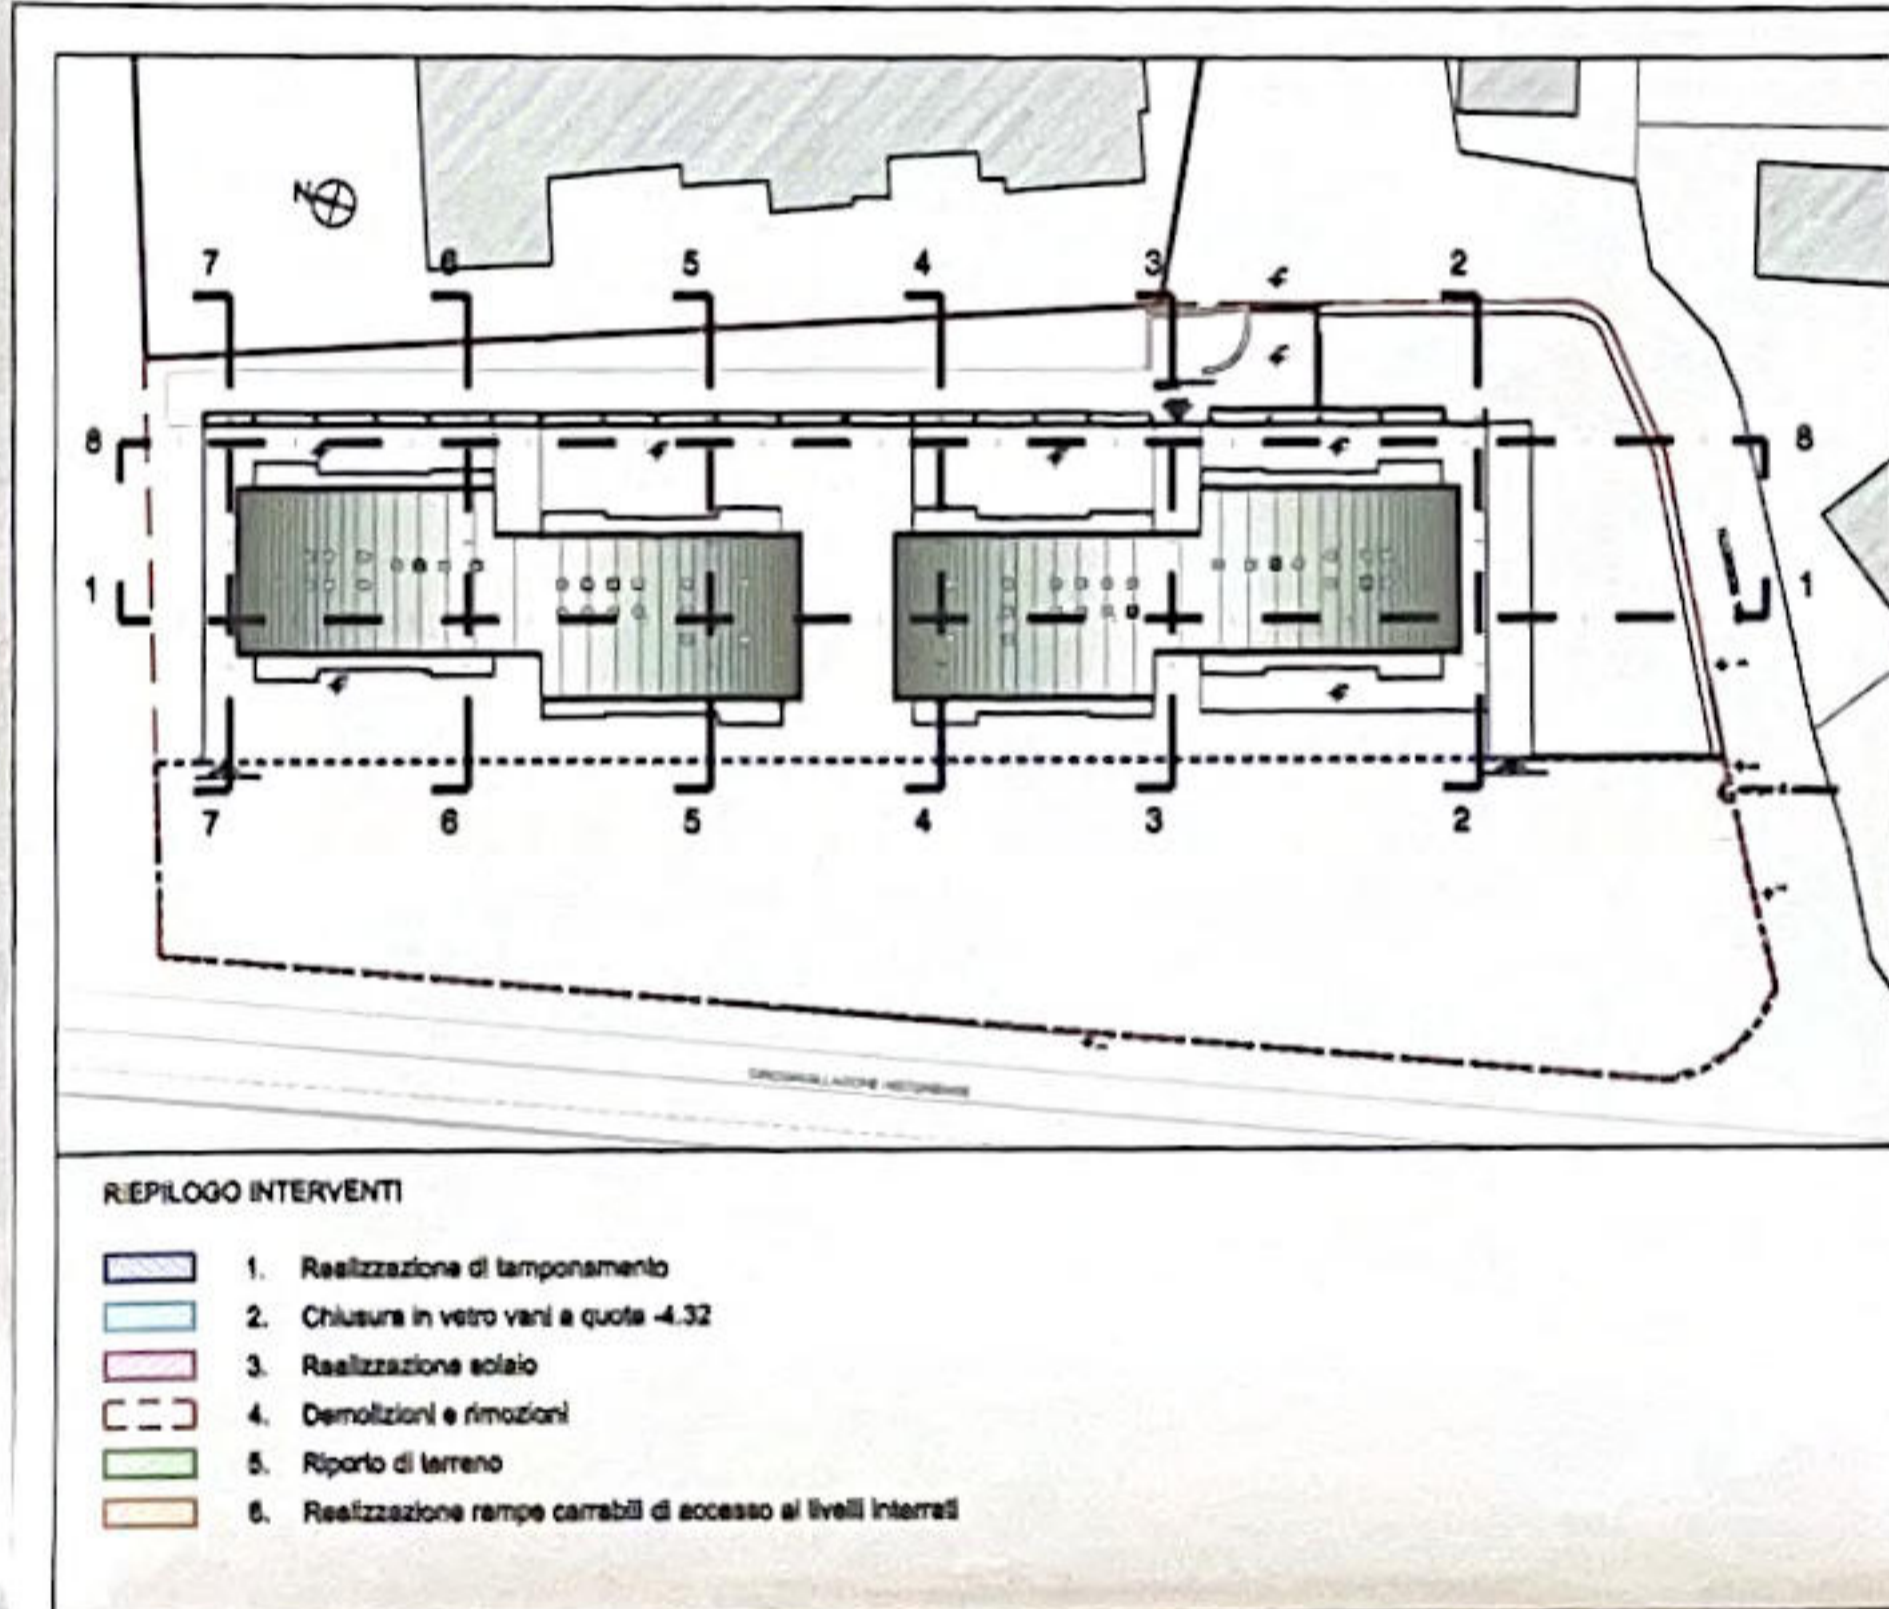 N
7 6 5 4 3 2
8 8
1 1
7 6 5 4 3 2
RIEPILOGO INTERVENTI
1. Realizzazione di tamponamento
2. Chiusura in vetro vani a quota -4.32
3. Realizzazione solaio
4. Demolizioni e rimozioni
5. Riporto di terreno
6. Realizzazione rampe carrabili di accesso ai livelli interrati